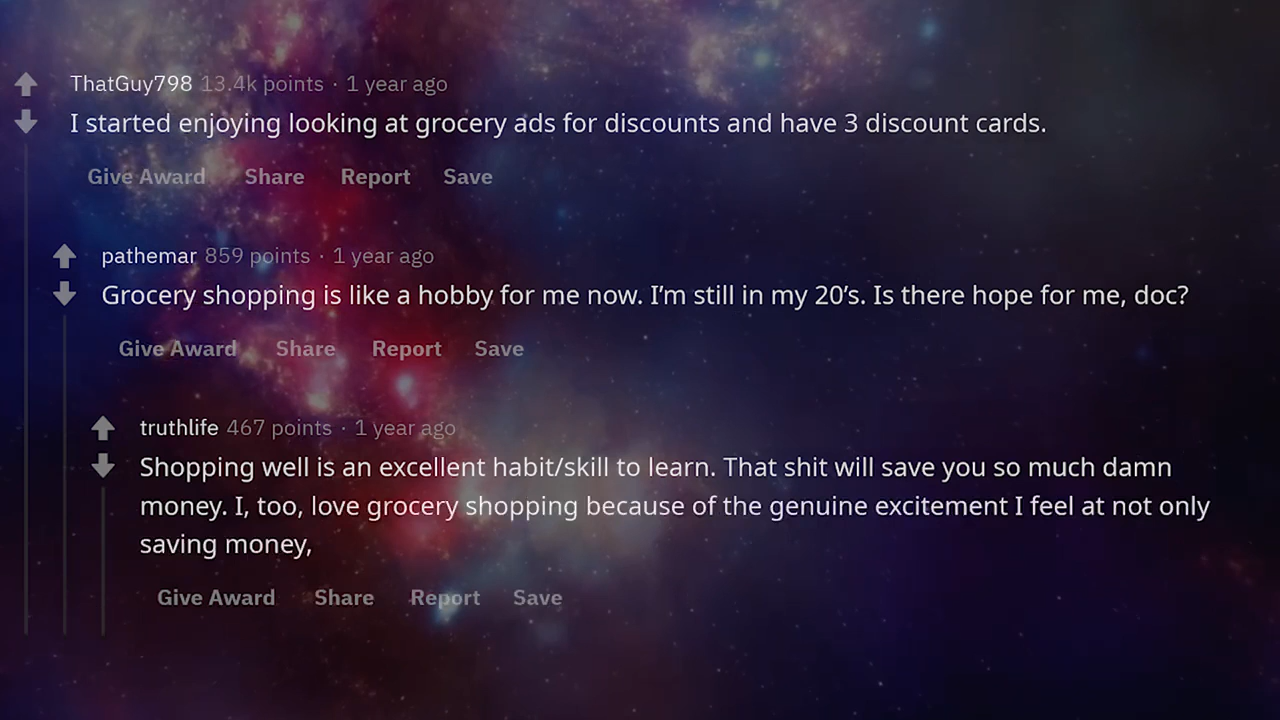 ThatGuy798 13.4k points · 1 year ago
I started enjoying looking at grocery ads for discounts and have 3 discount cards.
Give Award Share Report Save
pathemar 859 points · 1 year ago
Grocery shopping is like a hobby for me now. I’m still in my 20’s. Is there hope for me, doc?
Give Award Share Report Save
truthlife 467 points · 1 year ago
Shopping well is an excellent habit/skill to learn. That shit will save you so much damn
money. I, too, love grocery shopping because of the genuine excitement I feel at not only
saving money,
Give Award Share Report Save